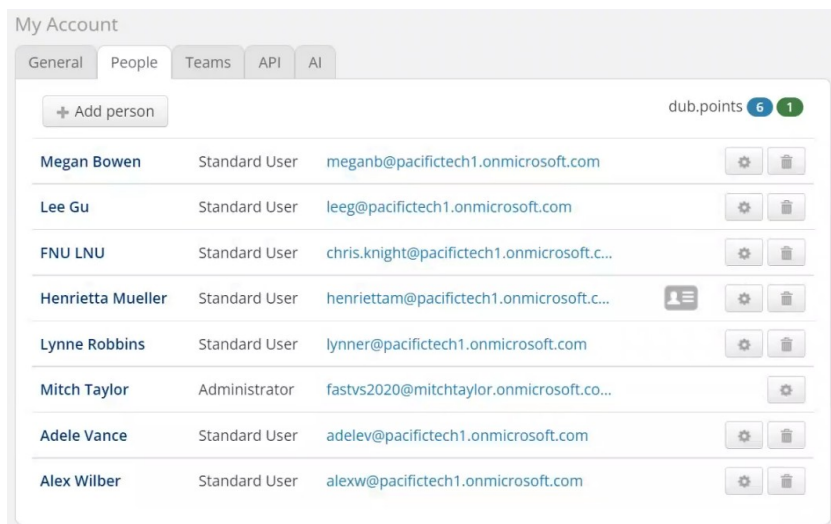 My Account
General People Teams API AI
Add person dub.points 6 1
Megan Bowen Standard User meganb@pacifictech1.onmicrosoft.com
Lee Gu Standard User leeg@pacifictech1.onmicrosoft.com
FNU LNU Standard User chris.knight@pacifictech1.onmicrosoft.c...
Henrietta Mueller Standard User henriettam@pacifictech1.onmicrosoft.c...
Lynne Robbins Standard User lynner@pacifictech1.onmicrosoft.com
Mitch Taylor Administrator fastvs2020@mitchtaylor.onmicrosoft.co...
Adele Vance Standard User adelev@pacifictech1.onmicrosoft.com
Alex Wilber Standard User alexw@pacifictech1.onmicrosoft.com